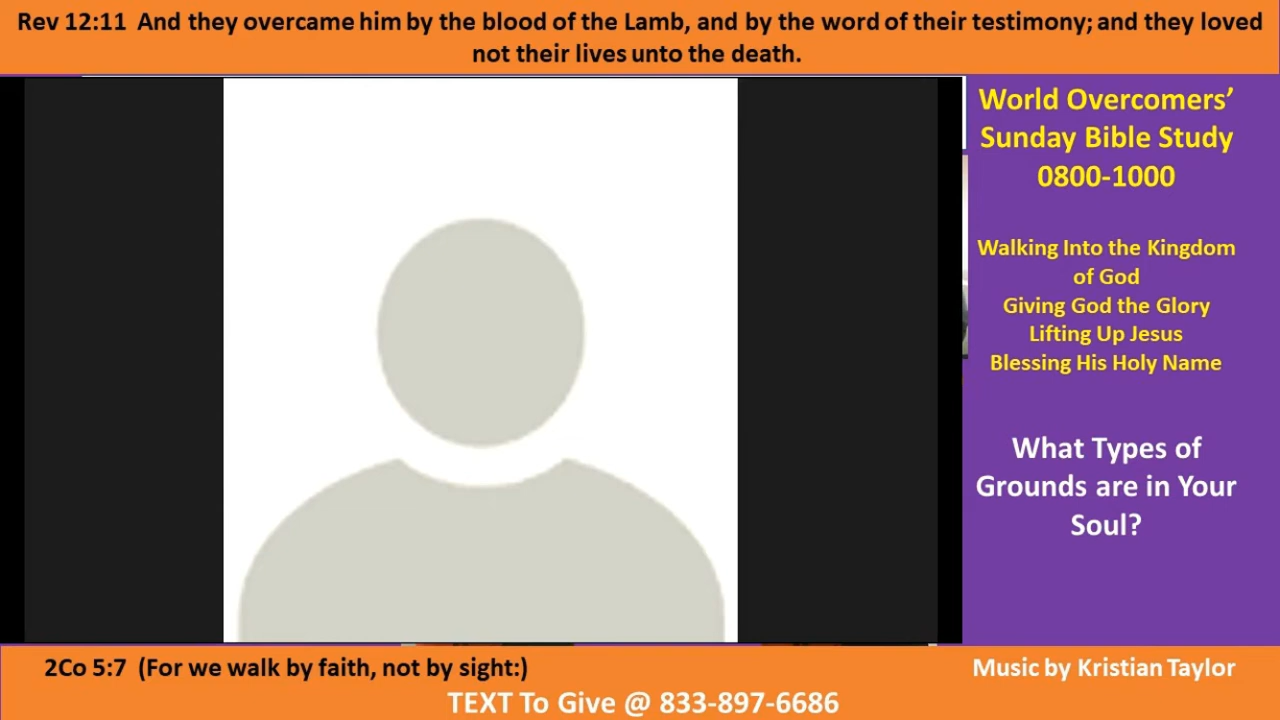 Rev 12:11  And they overcame him by the blood of the Lamb, and by the word of their testimony; and they loved
not their lives unto the death.
World Overcomers’
Sunday Bible Study
0800-1000
Walking Into the Kingdom
of God
Giving God the Glory
Lifting Up Jesus
Blessing His Holy Name
What Types of
Grounds are in Your
Soul?
2Co 5:7  (For we walk by faith, not by sight:)
Music by Kristian Taylor
TEXT To Give @ 833-897-6686